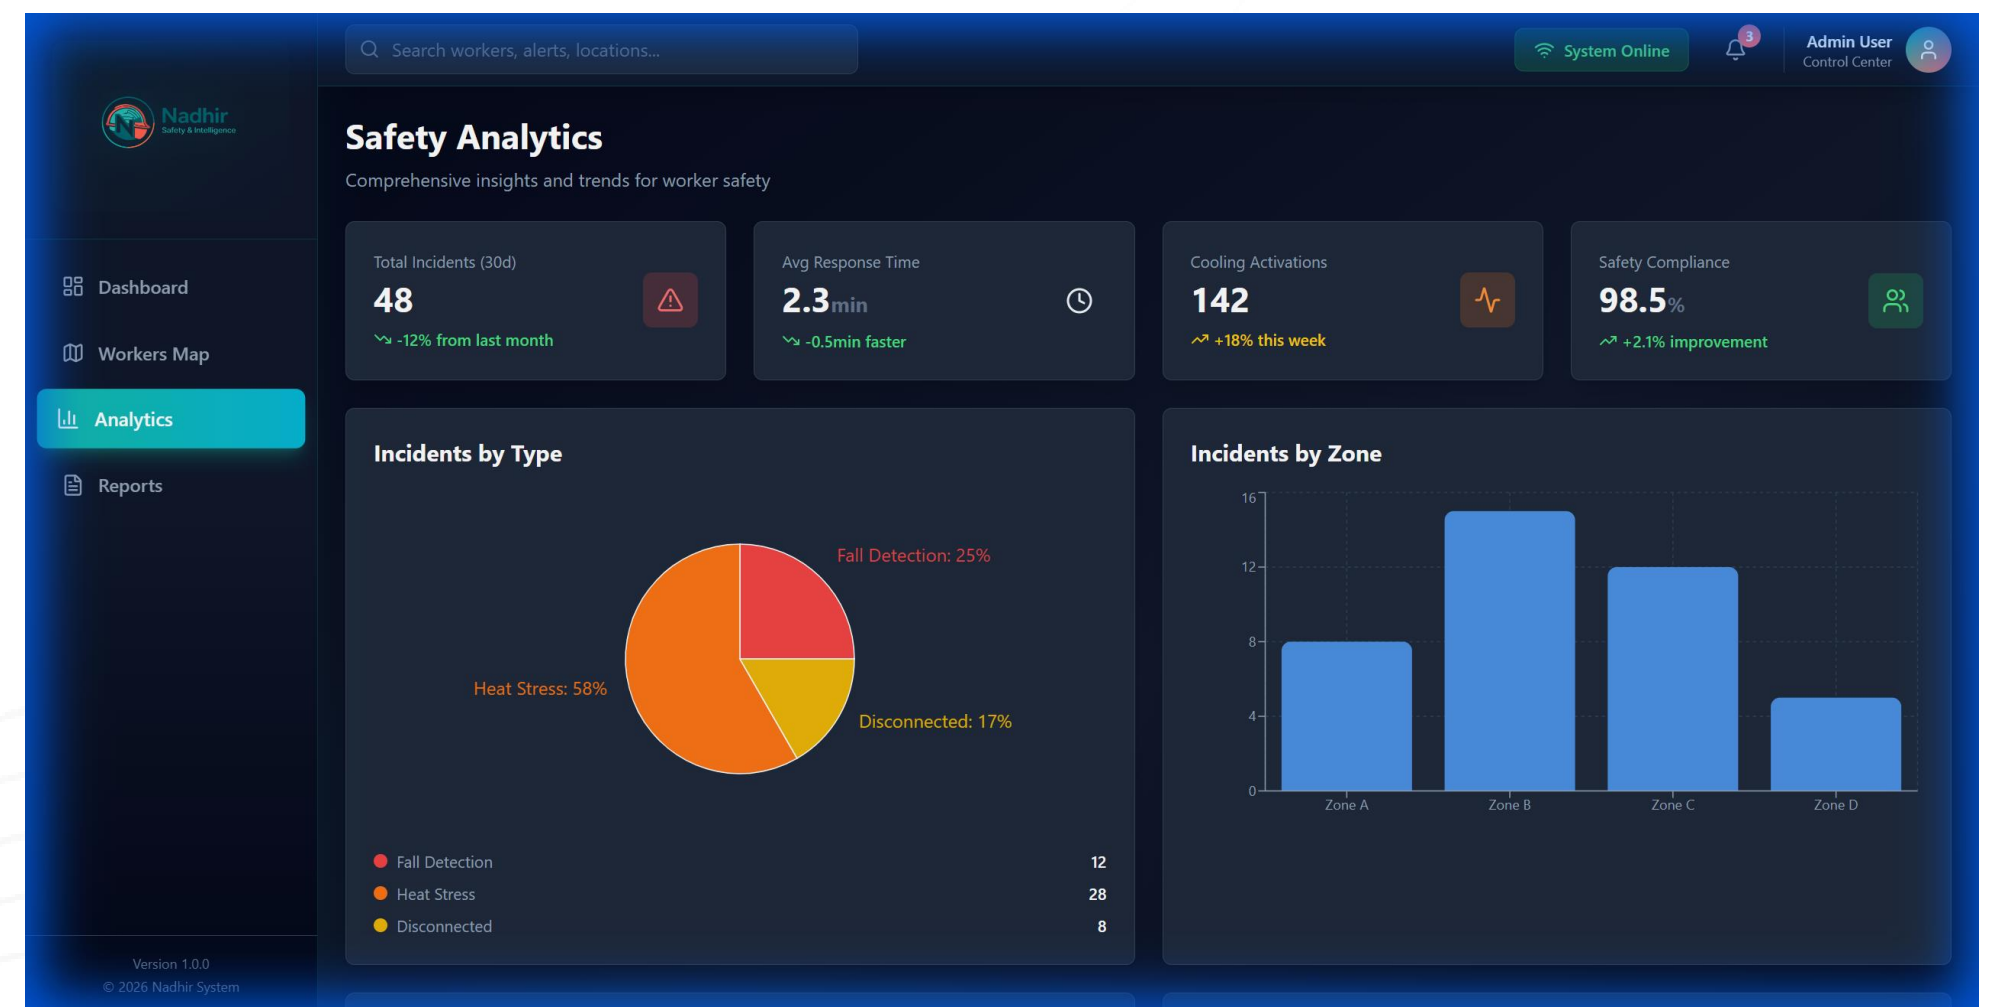 Nadhir
Safety & Intelligence
Search workers, alerts, locations...
System Online
3
Admin User
Control Center
Dashboard
Workers Map
Analytics
Reports
Version 1.0.0
© 2026 Nadhir System
Safety Analytics
Comprehensive insights and trends for worker safety
Total Incidents (30d)
48
-12% from last month
Avg Response Time
2.3min
-0.5min faster
Cooling Activations
142
+18% this week
Safety Compliance
98.5%
+2.1% improvement
Incidents by Type
Fall Detection: 25%
Heat Stress: 58%
Disconnected: 17%
Fall Detection 12
Heat Stress 28
Disconnected 8
Incidents by Zone
16
12
8
4
0
Zone A Zone B Zone C Zone D